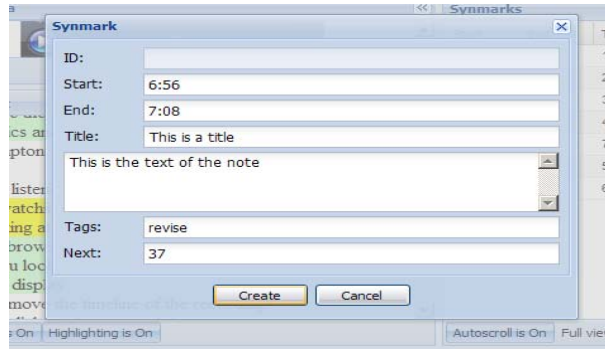 Synmarks
Synmark
ID:
Start: 6:56
End: 7:08
Title: This is a title
This is the text of the note
Tags: revise
Next: 37
Create Cancel
On Highlighting is On
Autoscroll is On Full